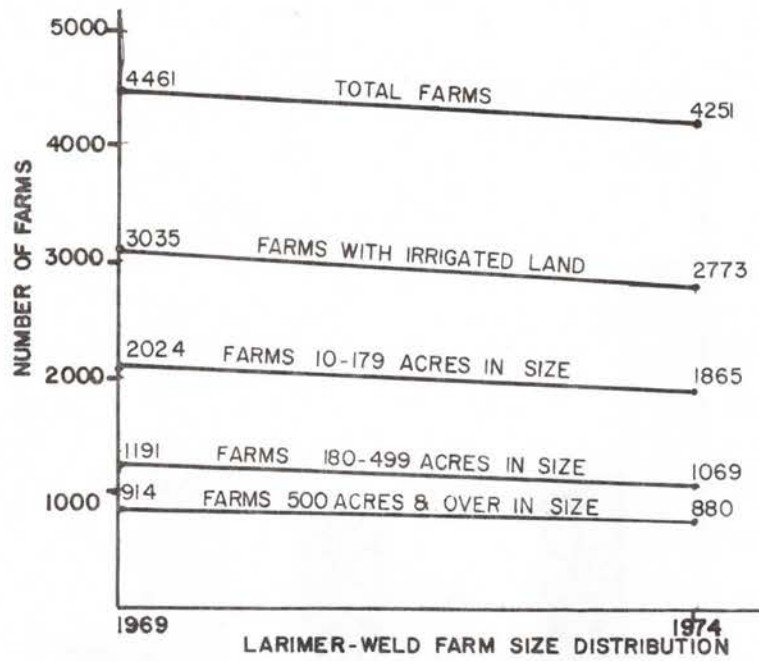 5000
4461
TOTAL FARMS
4251
4000
NUMBER OF FARMS
3035
FARMS WITH IRRIGATED LAND
3000
2773
2024
FARMS 10-179 ACRES IN SIZE
2000
1865
1191
FARMS 180-499 ACRES IN SIZE
1069
1000
914
FARMS 500 ACRES & OVER IN SIZE
880
1969
1974
LARIMER-WELD FARM SIZE DISTRIBUTION